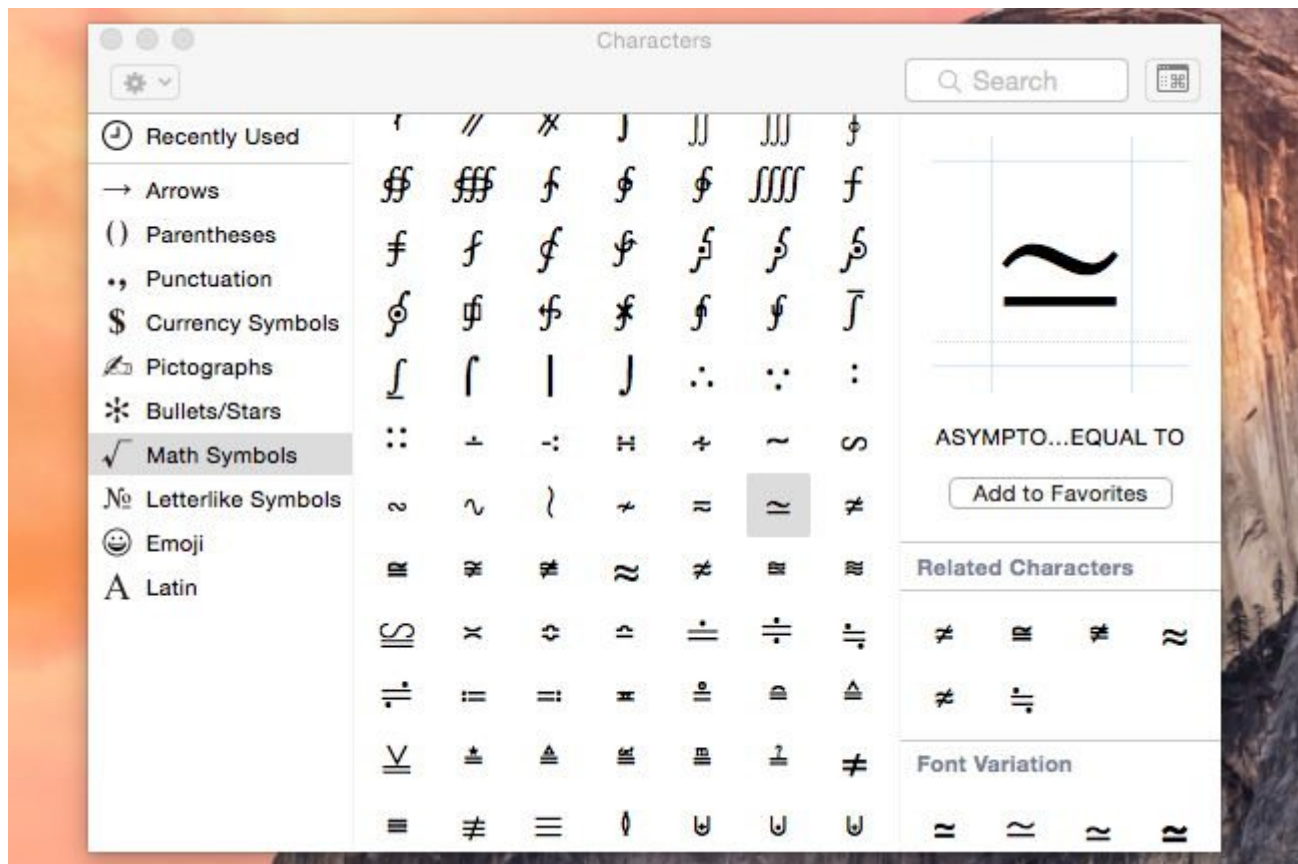 Characters
Search
Recently Used
→ Arrows
() Parentheses
., Punctuation
$ Currency Symbols
Pictographs
Bullets/Stars
√ Math Symbols
№ Letterlike Symbols
Emoji
A Latin
∯ ∰ ∱ ∲ ∳ ⨌ ⨍
⨎ ⨏ ⨐ ⨑ ⨒ ⨓ ⨔
⨕ ⨖ ⨗ ⨘ ⨙ ⨚ ⨛
⨜ ⌠ ⎮ ⌡ ∴ ∵ ∶
∷ ∸ ∹ ∺ ∻ ∼ ∽
∾ ∿ ≀ ≁ ≂ ≃ ≄
≅ ≆ ≇ ≈ ≉ ≊ ≋
≌ ≍ ≎ ≏ ≐ ≑ ≒
≓ ≔ ≕ ≖ ≗ ≘ ≙
≚ ≛ ≜ ≝ ≞ ≟ ≠
≃
ASYMPTO...EQUAL TO
Add to Favorites
Related Characters
≄ ≅ ≇ ≈
≉ ≒
Font Variation
≃ ≃ ≃ ≃